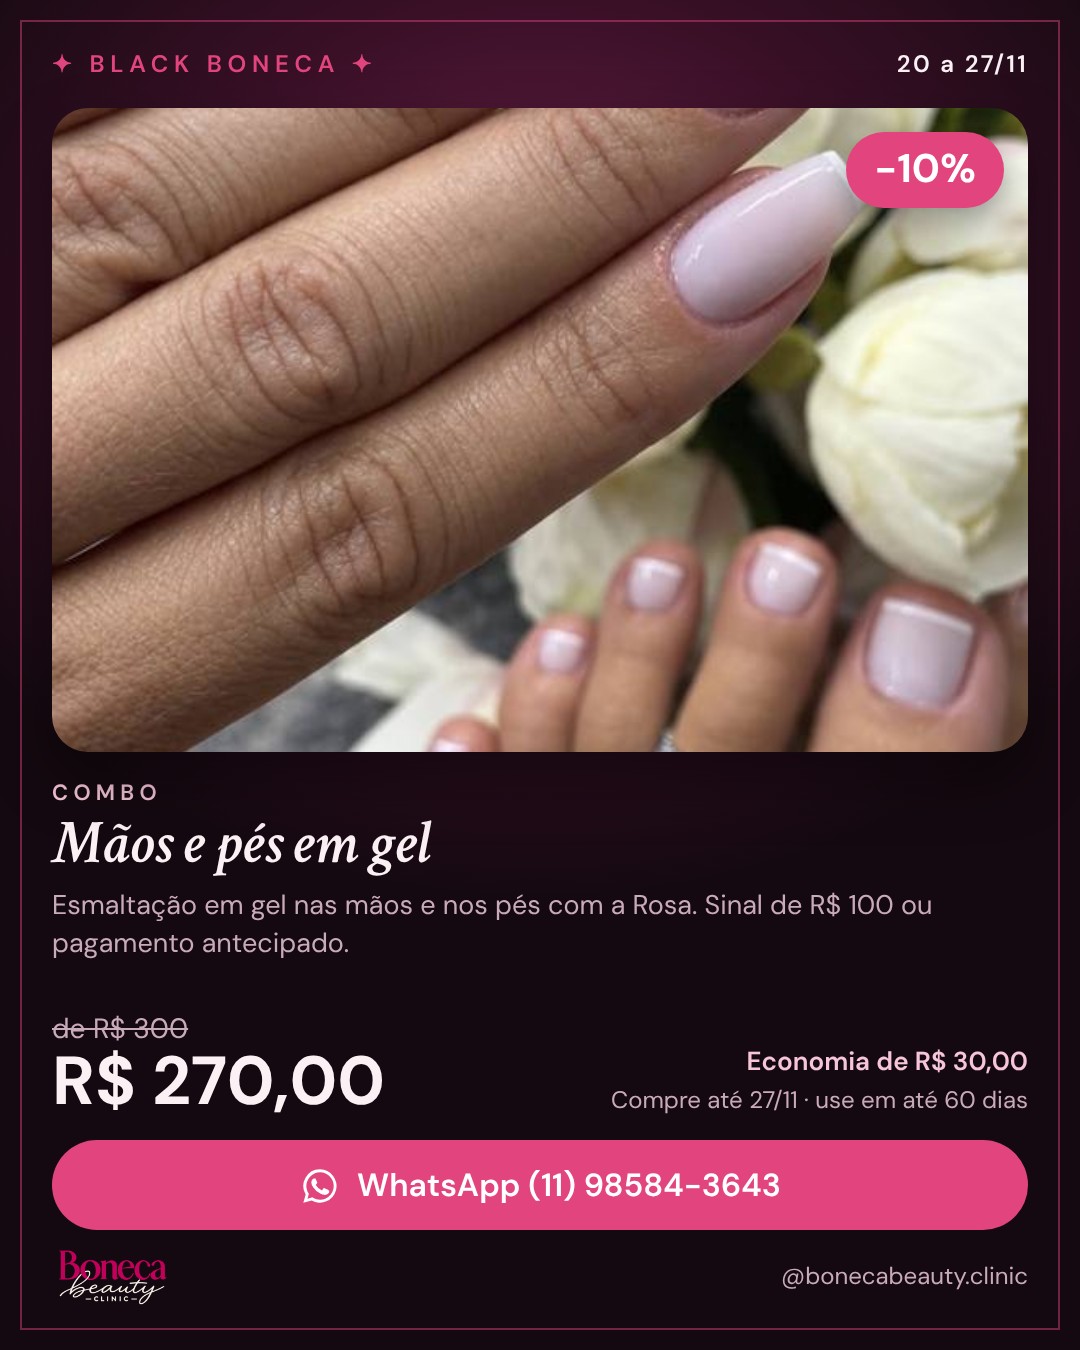 ✦ BLACK BONECA ✦
20 a 27/11
-10%
COMBO
Mãos e pés em gel
Esmaltação em gel nas mãos e nos pés com a Rosa. Sinal de R$ 100 ou
pagamento antecipado.
de R$ 300
R$ 270,00
Economia de R$ 30,00
Compre até 27/11 · use em até 60 dias
WhatsApp (11) 98584-3643
Boneca
beauty
CLINIC
@bonecabeauty.clinic